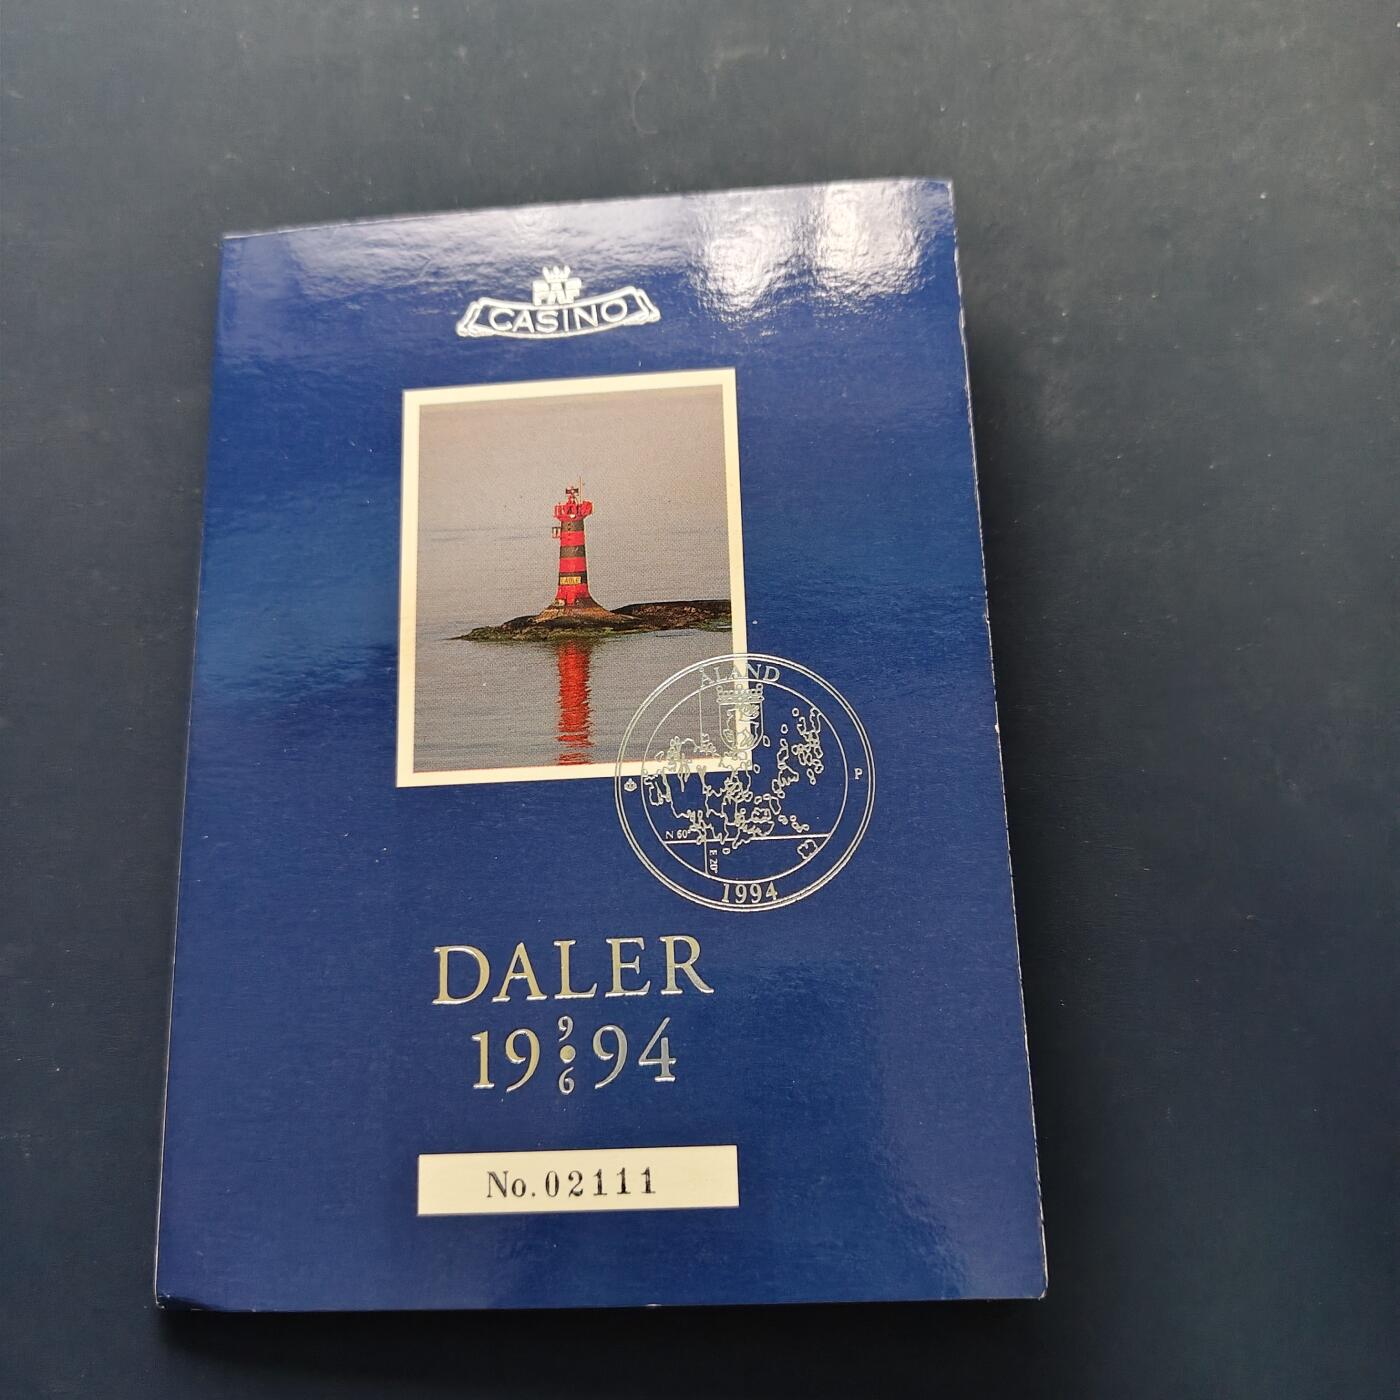 PAF
CASINO
ÅLAND
P
N 60°
E 20°
D
1994
DALER
19 9 94
6
No. 02111